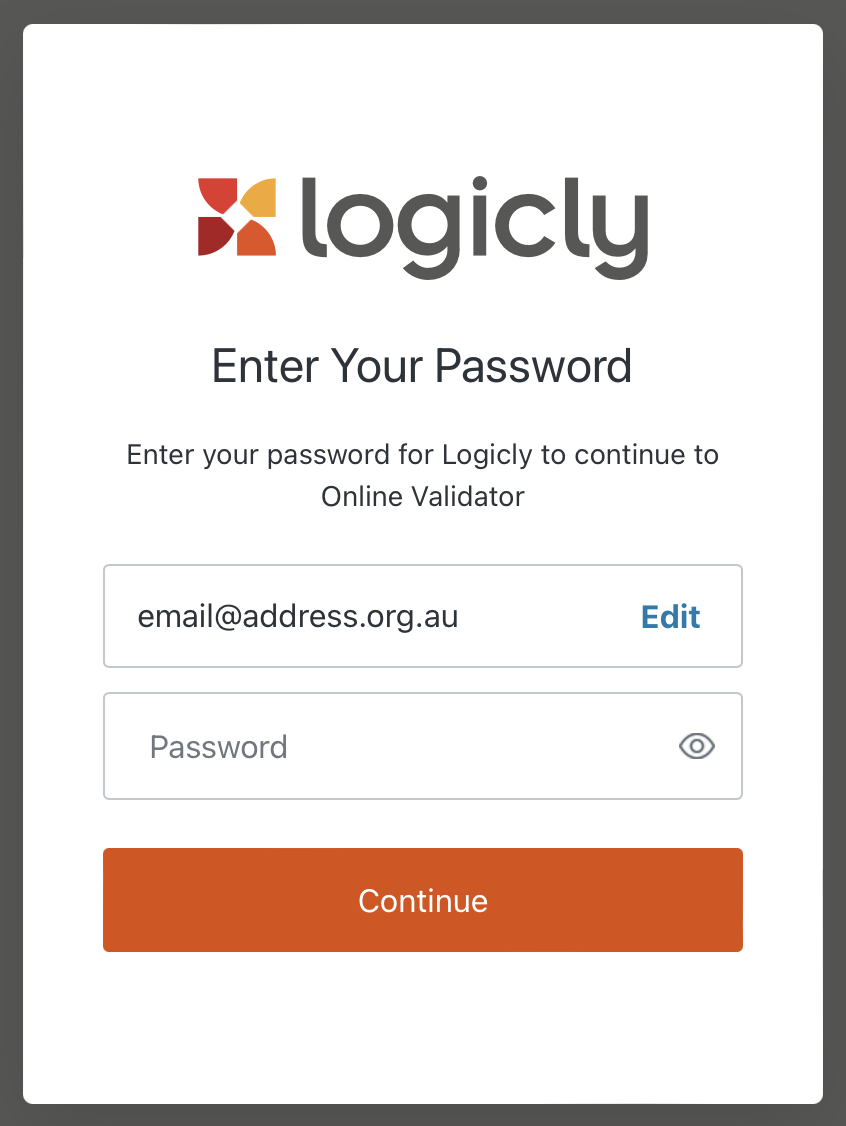 logicly
Enter Your Password
Enter your password for Logicly to continue to
Online Validator
email@address.org.au Edit
Password
Continue